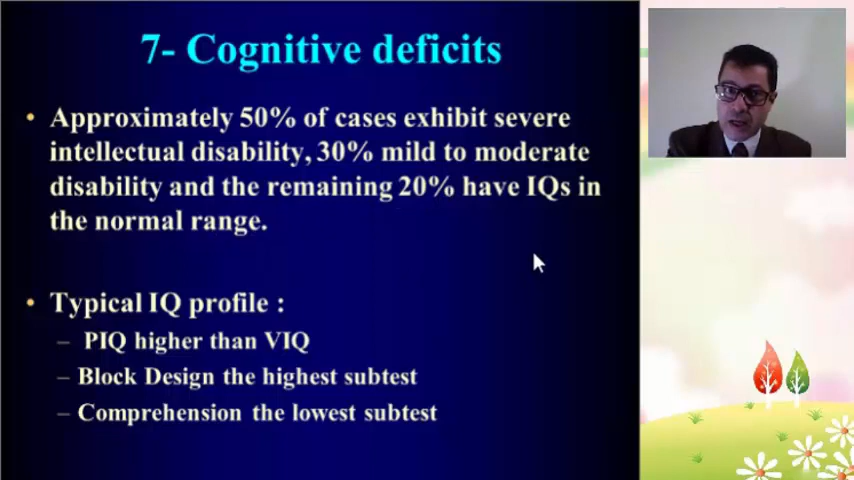 7- Cognitive deficits
• Approximately 50% of cases exhibit severe
intellectual disability, 30% mild to moderate
disability and the remaining 20% have IQs in
the normal range.
• Typical IQ profile :
– PIQ higher than VIQ
– Block Design the highest subtest
– Comprehension the lowest subtest